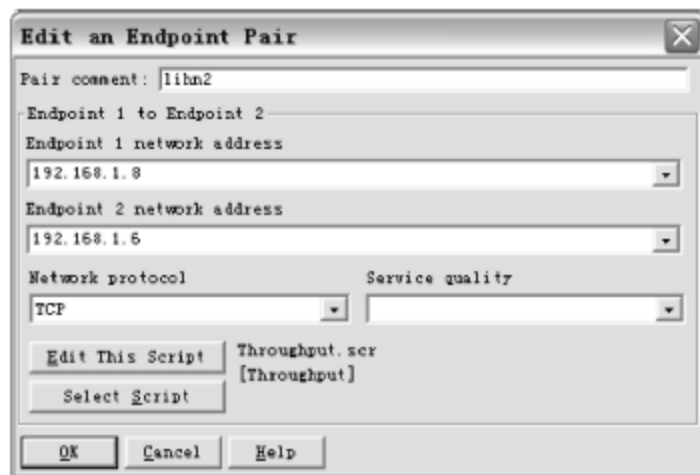 Edit an Endpoint Pair
Pair comment: lihn2
Endpoint 1 to Endpoint 2
Endpoint 1 network address
192.168.1.8
Endpoint 2 network address
192.168.1.6
Network protocol Service quality
TCP
Edit This Script Throughput.scr
[Throughput]
Select Script
OK Cancel Help